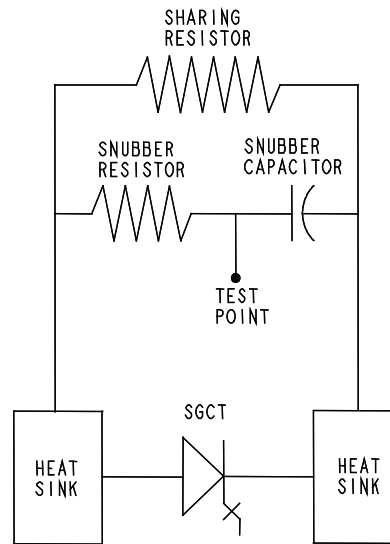 SHARING
RESISTOR
SNUBBER
RESISTOR
SNUBBER
CAPACITOR
TEST
POINT
SGCT
HEAT
SINK
HEAT
SINK